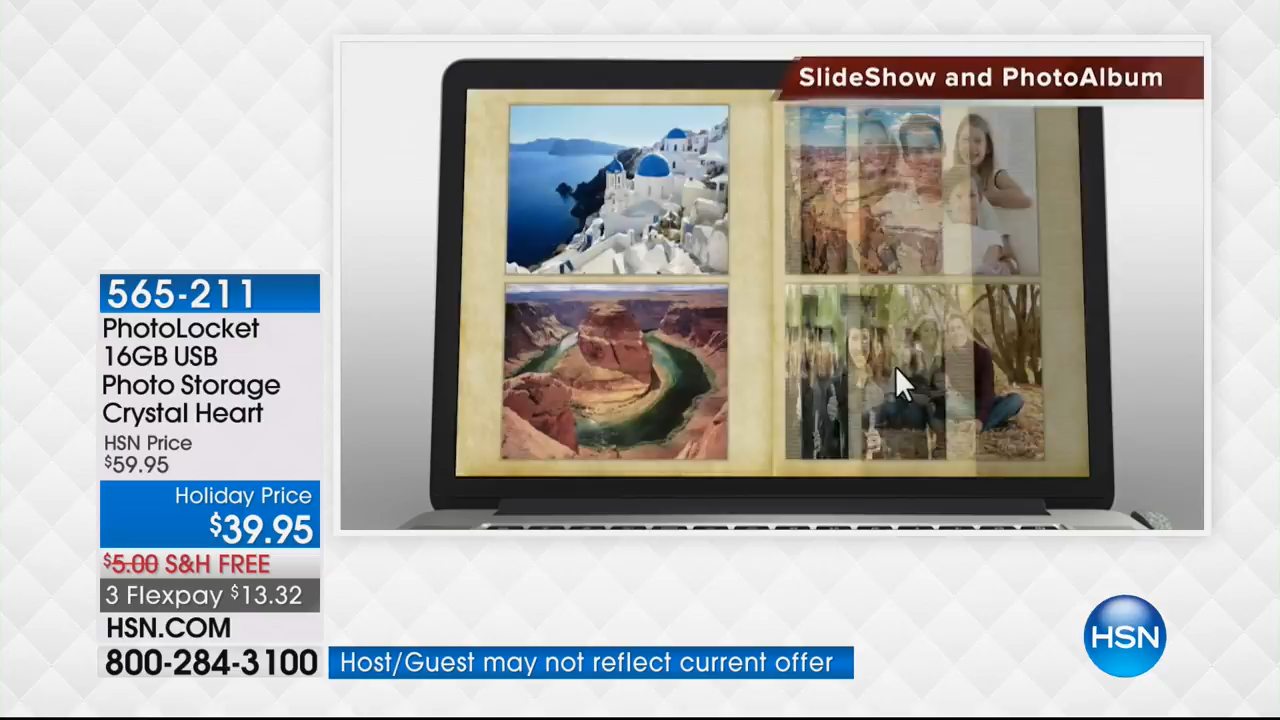 SlideShow and PhotoAlbum
565-211
PhotoLocket
16GB USB
Photo Storage
Crystal Heart
HSN Price
$59.95
Holiday Price
$39.95
$5.00 S&H FREE
3 Flexpay $13.32
HSN.COM
800-284-3100
Host/Guest may not reflect current offer
HSN